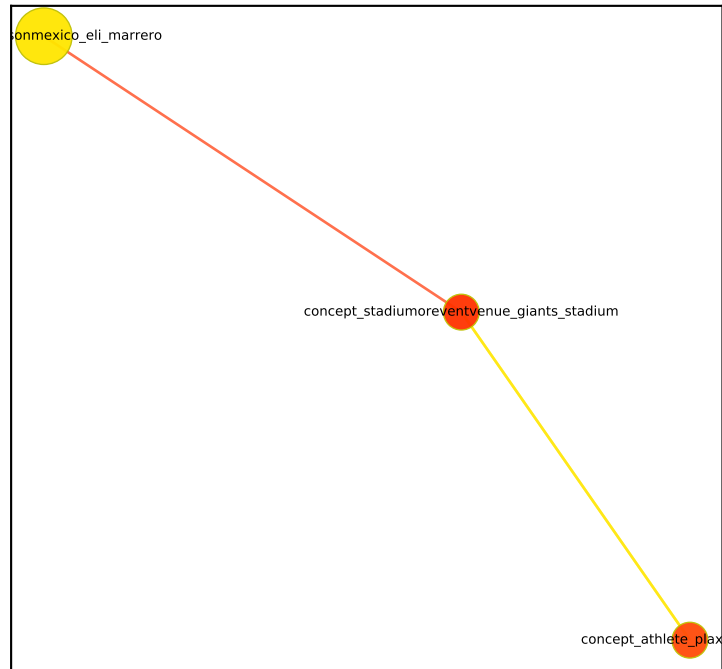 sonmexico_eli_marrero
concept_stadiumoreventvenue_giants_stadium
concept_athlete_plax